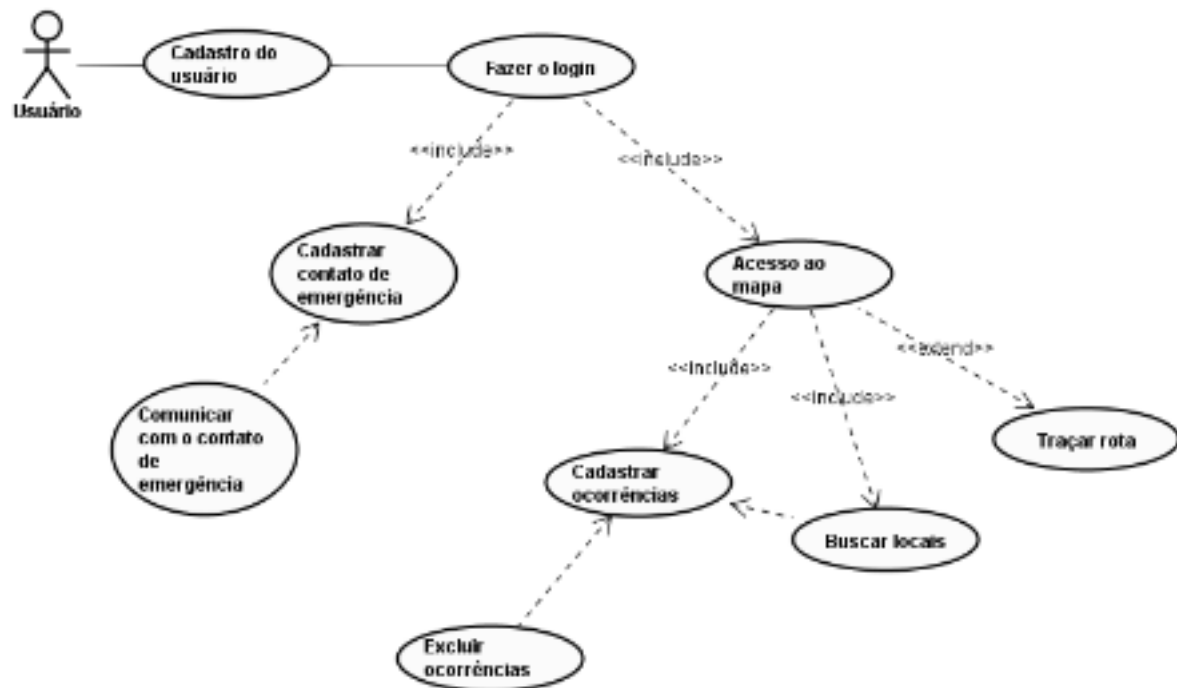 Cadastro do
usuário
Fazer o login
Usuário
<<include>>
<<include>>
Cadastrar
contato de
emergência
Acesso ao
mapa
<<extend>>
<<include>>
<<include>>
Comunicar
com o contato
de
emergência
Traçar rota
Cadastrar
ocorrências
Buscar locais
Excluir
ocorrências